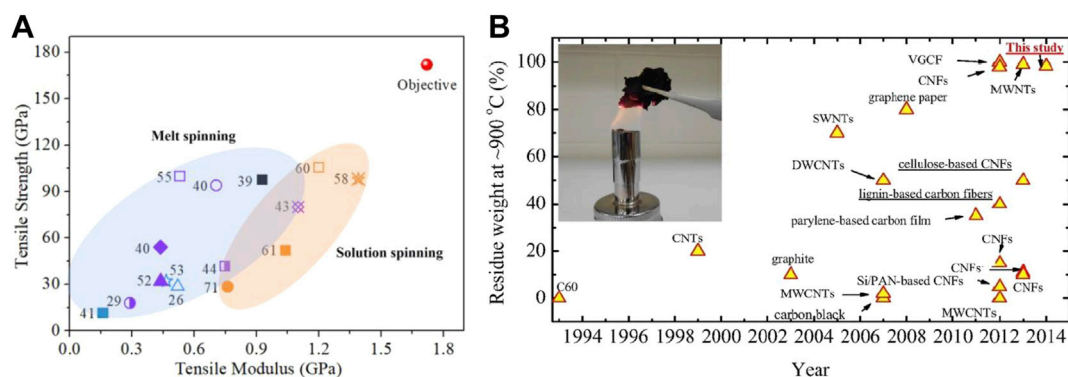 A
180
150
120
90
60
30
0
Tensile Strength (GPa)
0.0
0.3
0.6
0.9
1.2
1.5
1.8
Tensile Modulus (GPa)
Objective
Melt spinning
Solution spinning
55
40
39
60
58
43
40
61
53
44
52
26
71
29
41
B
100
80
60
40
20
0
Residue weight at ~900 °C (%)
1994
1996
1998
2000
2002
2004
2006
2008
2010
2012
2014
Year
This study
VGCF
CNFs
MWNTs
graphene paper
SWNTs
DWCNTs
cellulose-based CNFs
lignin-based carbon fibers
parylene-based carbon film
CNTs
CNFs
graphite
CNFs
Si/PAN-based CNFs
CNFs
C60
MWCNTs
carbon black
MWCNTs